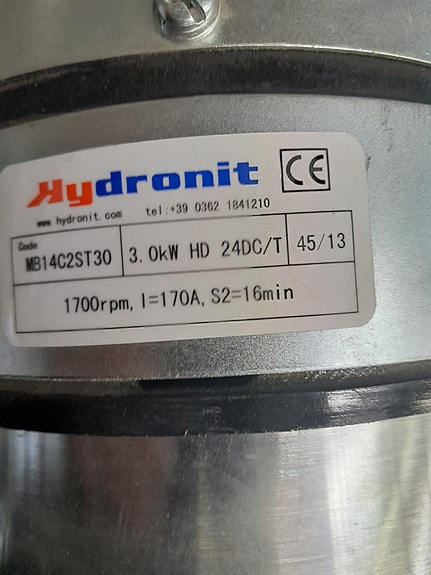 Hydronit CE
www.hydronit.com tel:+39 0362 1841210
Code
MB14C2ST30 3.0kW HD 24DC/T 45/13
1700rpm, I=170A, S2=16min